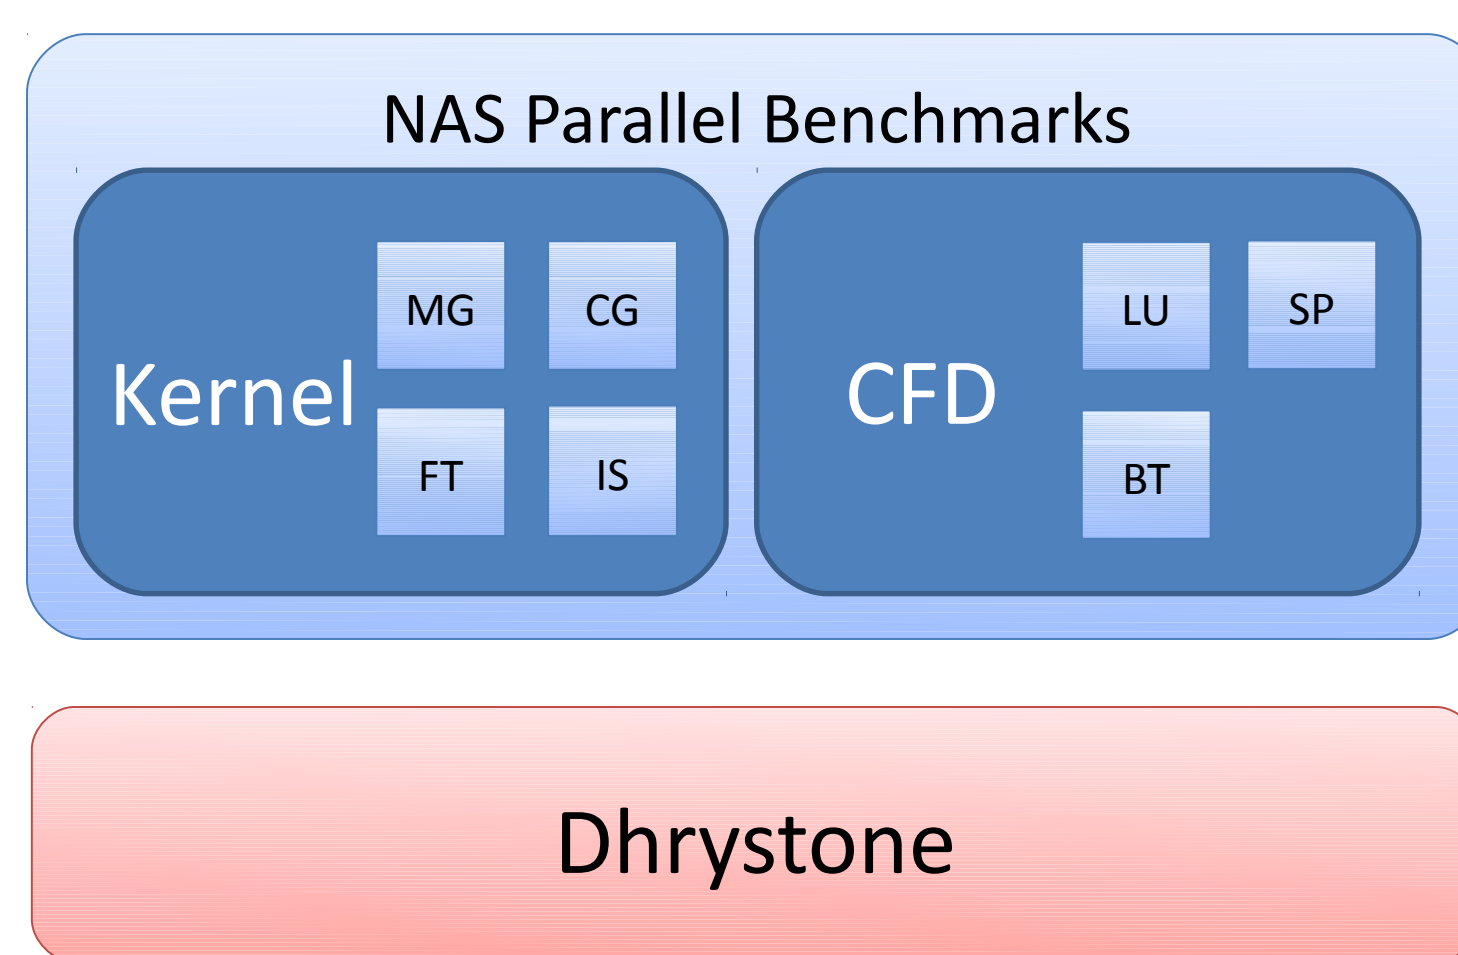 NAS Parallel Benchmarks
Kernel
MG CG
FT IS
CFD
LU SP
BT
Dhrystone